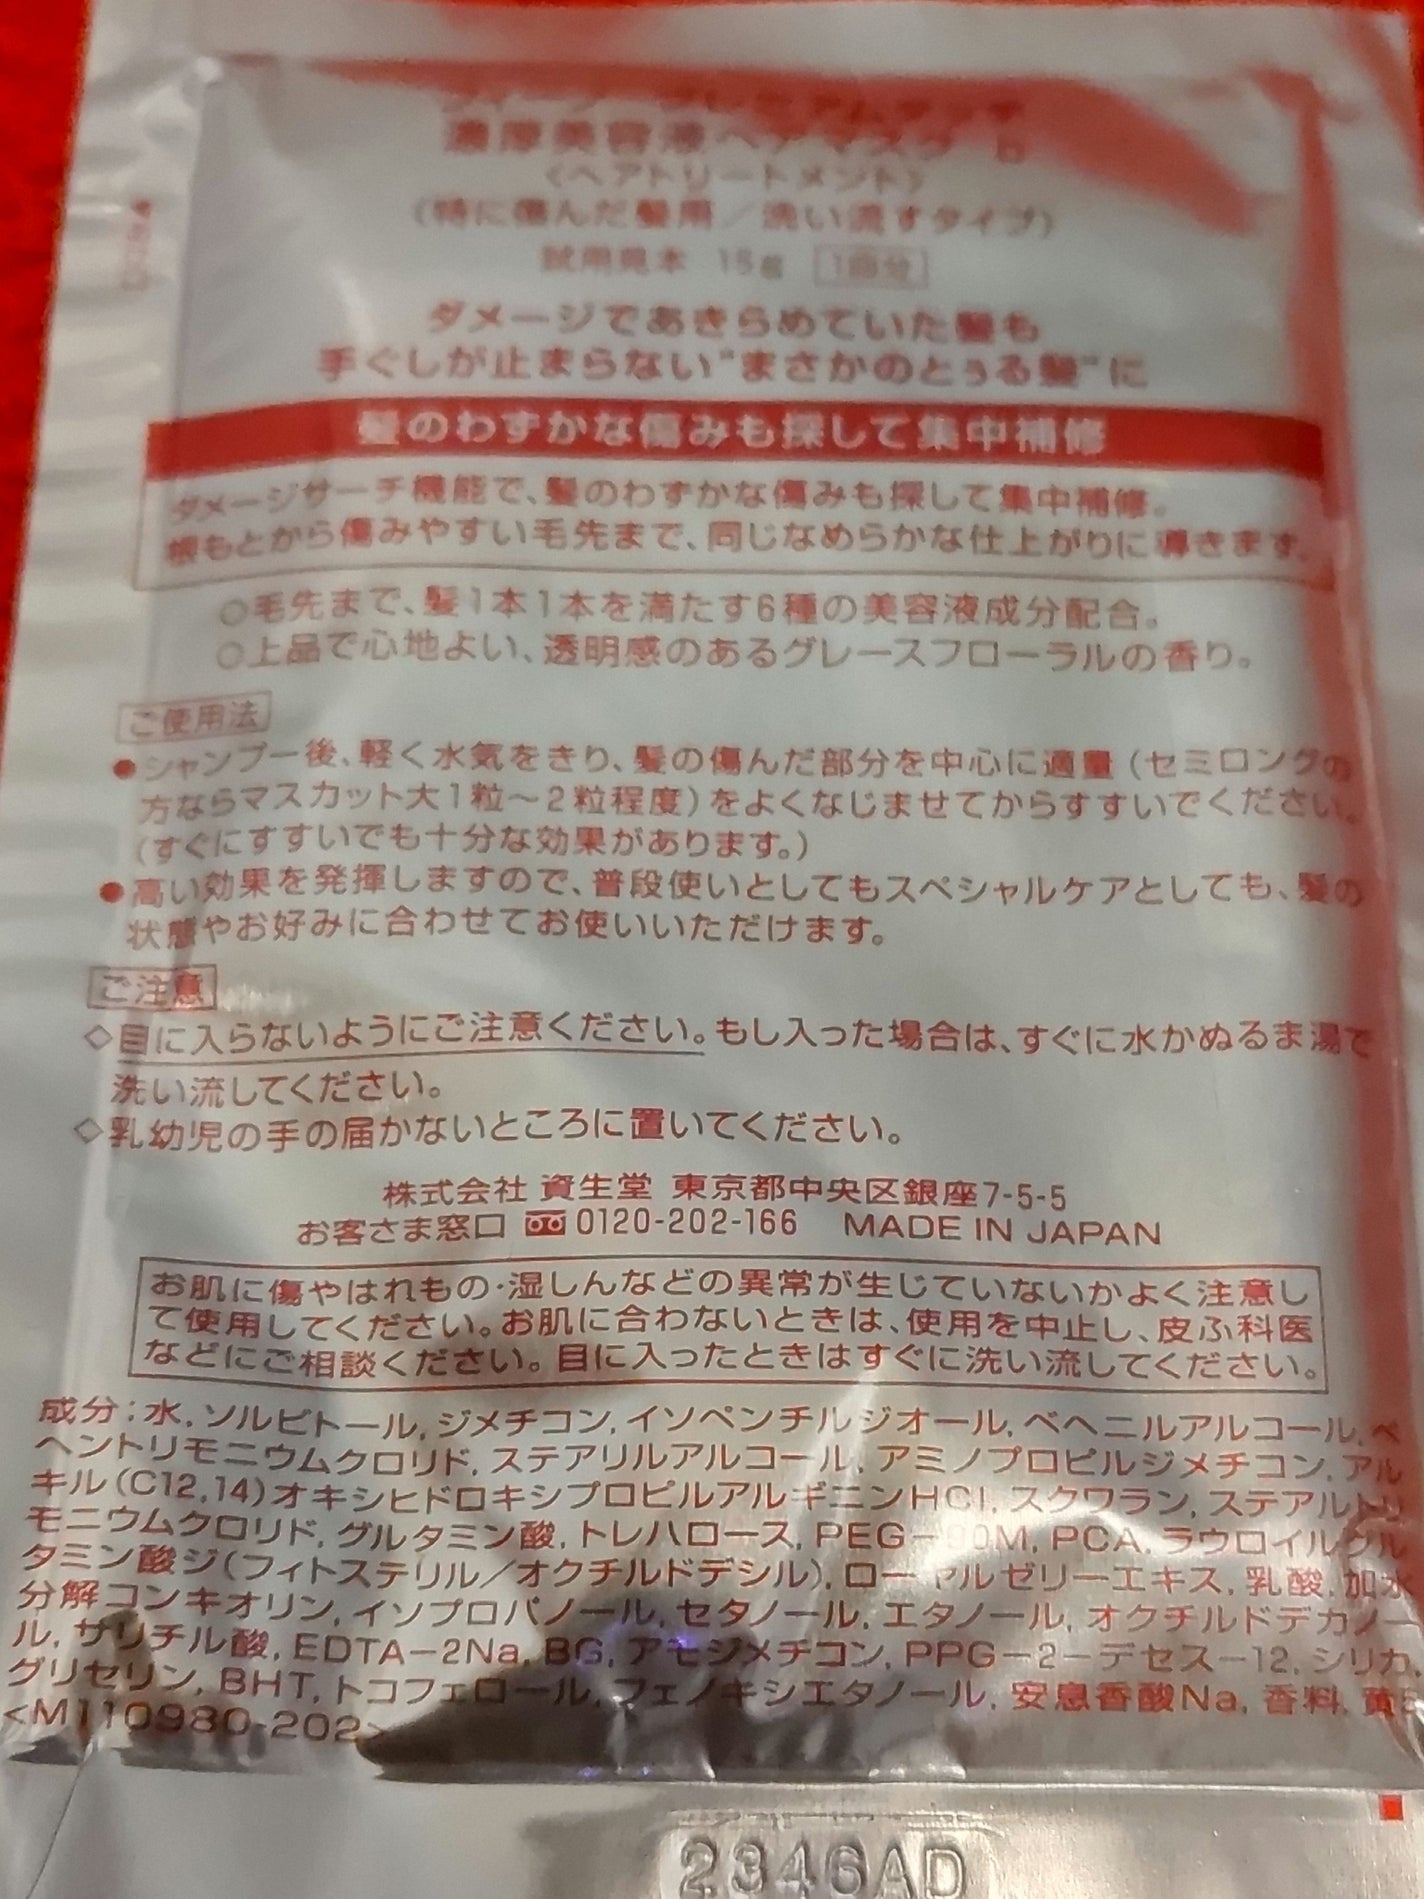 濃厚美容液ヘアマスク b
〈ヘアトリートメント〉
(特に傷んだ髪用／洗い流すタイプ)
試用見本 15g 1回分
ダメージであきらめていた髪も
手ぐしが止まらない“まさかのとぅる髪”に
髪のわずかな傷みも探して集中補修
ダメージサーチ機能で、髪のわずかな傷みも探して集中補修。
根もとから傷みやすい毛先まで、同じなめらかな仕上がりに導きます。
○毛先まで、髪1本1本を満たす6種の美容液成分配合。
○上品で心地よい、透明感のあるグレースフローラルの香り。
ご使用法
●シャンプー後、軽く水気をきり、髪の傷んだ部分を中心に適量(セミロングの
方ならマスカット大1粒～2粒程度)をよくなじませてからすすいでください。
(すぐにすすいでも十分な効果があります。)
●高い効果を発揮しますので、普段使いとしてもスペシャルケアとしても、髪の
状態やお好みに合わせてお使いいただけます。
ご注意
◇目に入らないようにご注意ください。もし入った場合は、すぐに水かぬるま湯で
洗い流してください。
◇乳幼児の手の届かないところに置いてください。
株式会社 資生堂 東京都中央区銀座7-5-5
お客さま窓口 0120-202-166 MADE IN JAPAN
お肌に傷やはれもの・湿しんなどの異常が生じていないかよく注意し
て使用してください。お肌に合わないときは、使用を中止し、皮ふ科医
などにご相談ください。目に入ったときはすぐに洗い流してください。
成分：水, ソルビトール, ジメチコン, イソペンチルジオール, ベヘニルアルコール, ベ
ヘントリモニウムクロリド, ステアリルアルコール, アミノプロピルジメチコン, アル
キル(C12,14)オキシヒドロキシプロピルアルギニンHCl, スクワラン, ステアルトリ
モニウムクロリド, グルタミン酸, トレハロース, PEG-90M, PCA, ラウロイルグル
タミン酸ジ(フィトステリル／オクチルドデシル), ローヤルゼリーエキス, 乳酸, 加水
分解コンキオリン, イソプロパノール, セタノール, エタノール, オクチルドデカノー
ル, サリチル酸, EDTA-2Na, BG, アモジメチコン, PPG-2-デセス-12, シリカ,
グリセリン, BHT, トコフェロール, フェノキシエタノール, 安息香酸Na, 香料, 黄5
<M110980-202>
2346AD